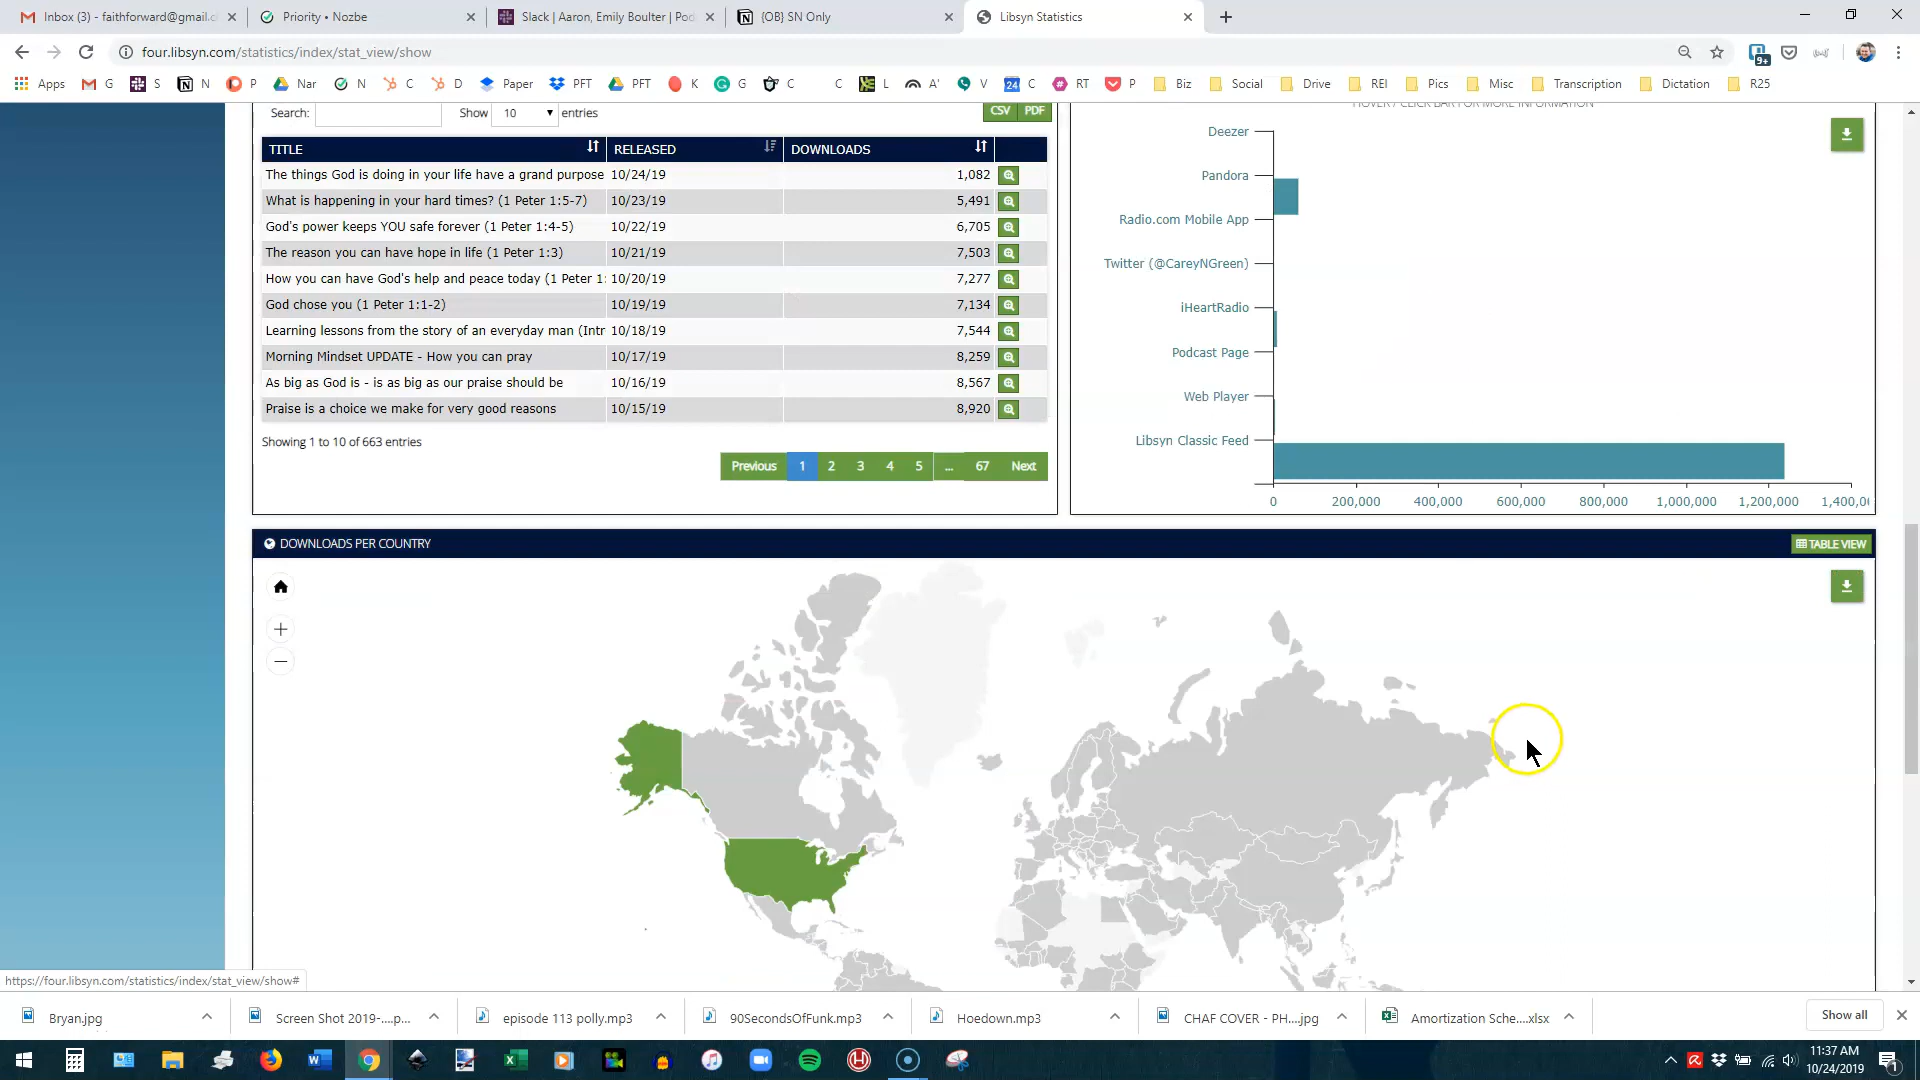 Inbox (3) - faithforward@gmail.c
Priority • Nozbe
Slack | Aaron, Emily Boulter | Pod
{OB} SN Only
Libsyn Statistics
four.libsyn.com/statistics/index/stat_view/show
9+
Apps G S N P Nar N C D Paper PFT PFT K G C C L A' V C RT P Biz Social Drive REI Pics Misc Transcription Dictation R25
24
Search: Show 10 entries CSV PDF
TITLE RELEASED DOWNLOADS
The things God is doing in your life have a grand purpose 10/24/19 1,082
What is happening in your hard times? (1 Peter 1:5-7) 10/23/19 5,491
God's power keeps YOU safe forever (1 Peter 1:4-5) 10/22/19 6,705
The reason you can have hope in life (1 Peter 1:3) 10/21/19 7,503
How you can have God's help and peace today (1 Peter 1: 10/20/19 7,277
God chose you (1 Peter 1:1-2) 10/19/19 7,134
Learning lessons from the story of an everyday man (Intr 10/18/19 7,544
Morning Mindset UPDATE - How you can pray 10/17/19 8,259
As big as God is - is as big as our praise should be 10/16/19 8,567
Praise is a choice we make for very good reasons 10/15/19 8,920
Showing 1 to 10 of 663 entries
Previous 1 2 3 4 5 ... 67 Next
HOVER / CLICK BAR FOR MORE INFORMATION
Deezer
Pandora
Radio.com Mobile App
Twitter (@CareyNGreen)
iHeartRadio
Podcast Page
Web Player
Libsyn Classic Feed
0 200,000 400,000 600,000 800,000 1,000,000 1,200,000 1,400,0
DOWNLOADS PER COUNTRY
TABLE VIEW
https://four.libsyn.com/statistics/index/stat_view/show#
Bryan.jpg
Screen Shot 2019-....p...
episode 113 polly.mp3
90SecondsOfFunk.mp3
Hoedown.mp3
CHAF COVER - PH....jpg
Amortization Sche....xlsx
Show all
11:37 AM
10/24/2019
1